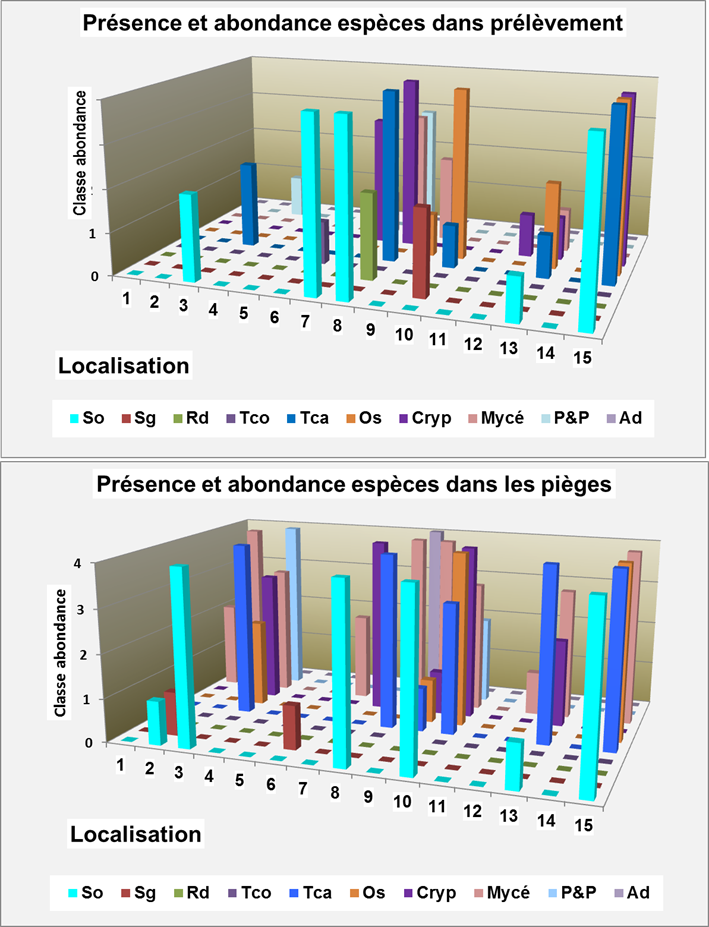 Présence et abondance espèces dans prélèvement
Classe abondance
1
0
1 2 3 4 5 6 7 8 9 10 11 12 13 14 15
Localisation
So Sg Rd Tco Tca Os Cryp Mycé P&P Ad
Présence et abondance espèces dans les pièges
Classe abondance
4
3
2
1
0
1 2 3 4 5 6 7 8 9 10 11 12 13 14 15
Localisation
So Sg Rd Tco Tca Os Cryp Mycé P&P Ad